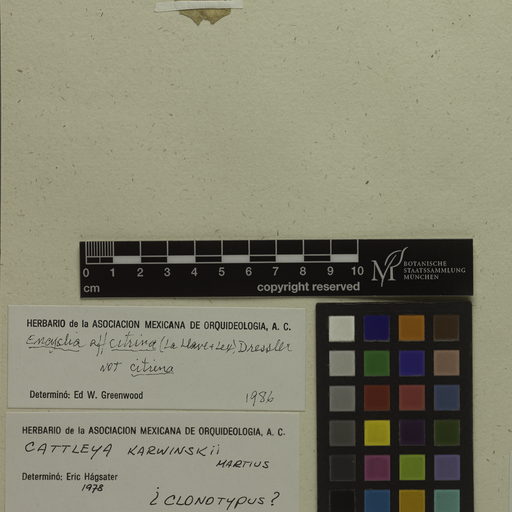 0 1 2 3 4 5 6 7 8 9 10
cm
copyright reserved
BOTANISCHE
STAATSSAMMLUNG
MÜNCHEN
HERBARIO de la ASOCIACION MEXICANA DE ORQUIDEOLOGIA, A. C.
Encyclia aff citrina (La Llave + Lex) Dressler
not citrina
Determinó: Ed W. Greenwood 1986
HERBARIO de la ASOCIACION MEXICANA DE ORQUIDEOLOGIA, A. C.
CATTLEYA KARWINSKII
MARTIUS
Determinó; Eric Hágsater
1978
¿CLONOTYPUS?